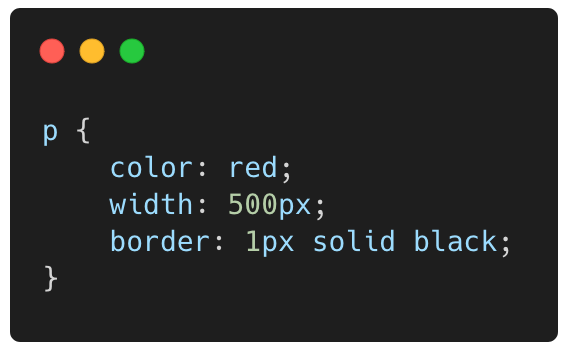 p {
    color: red;
    width: 500px;
    border: 1px solid black;
}